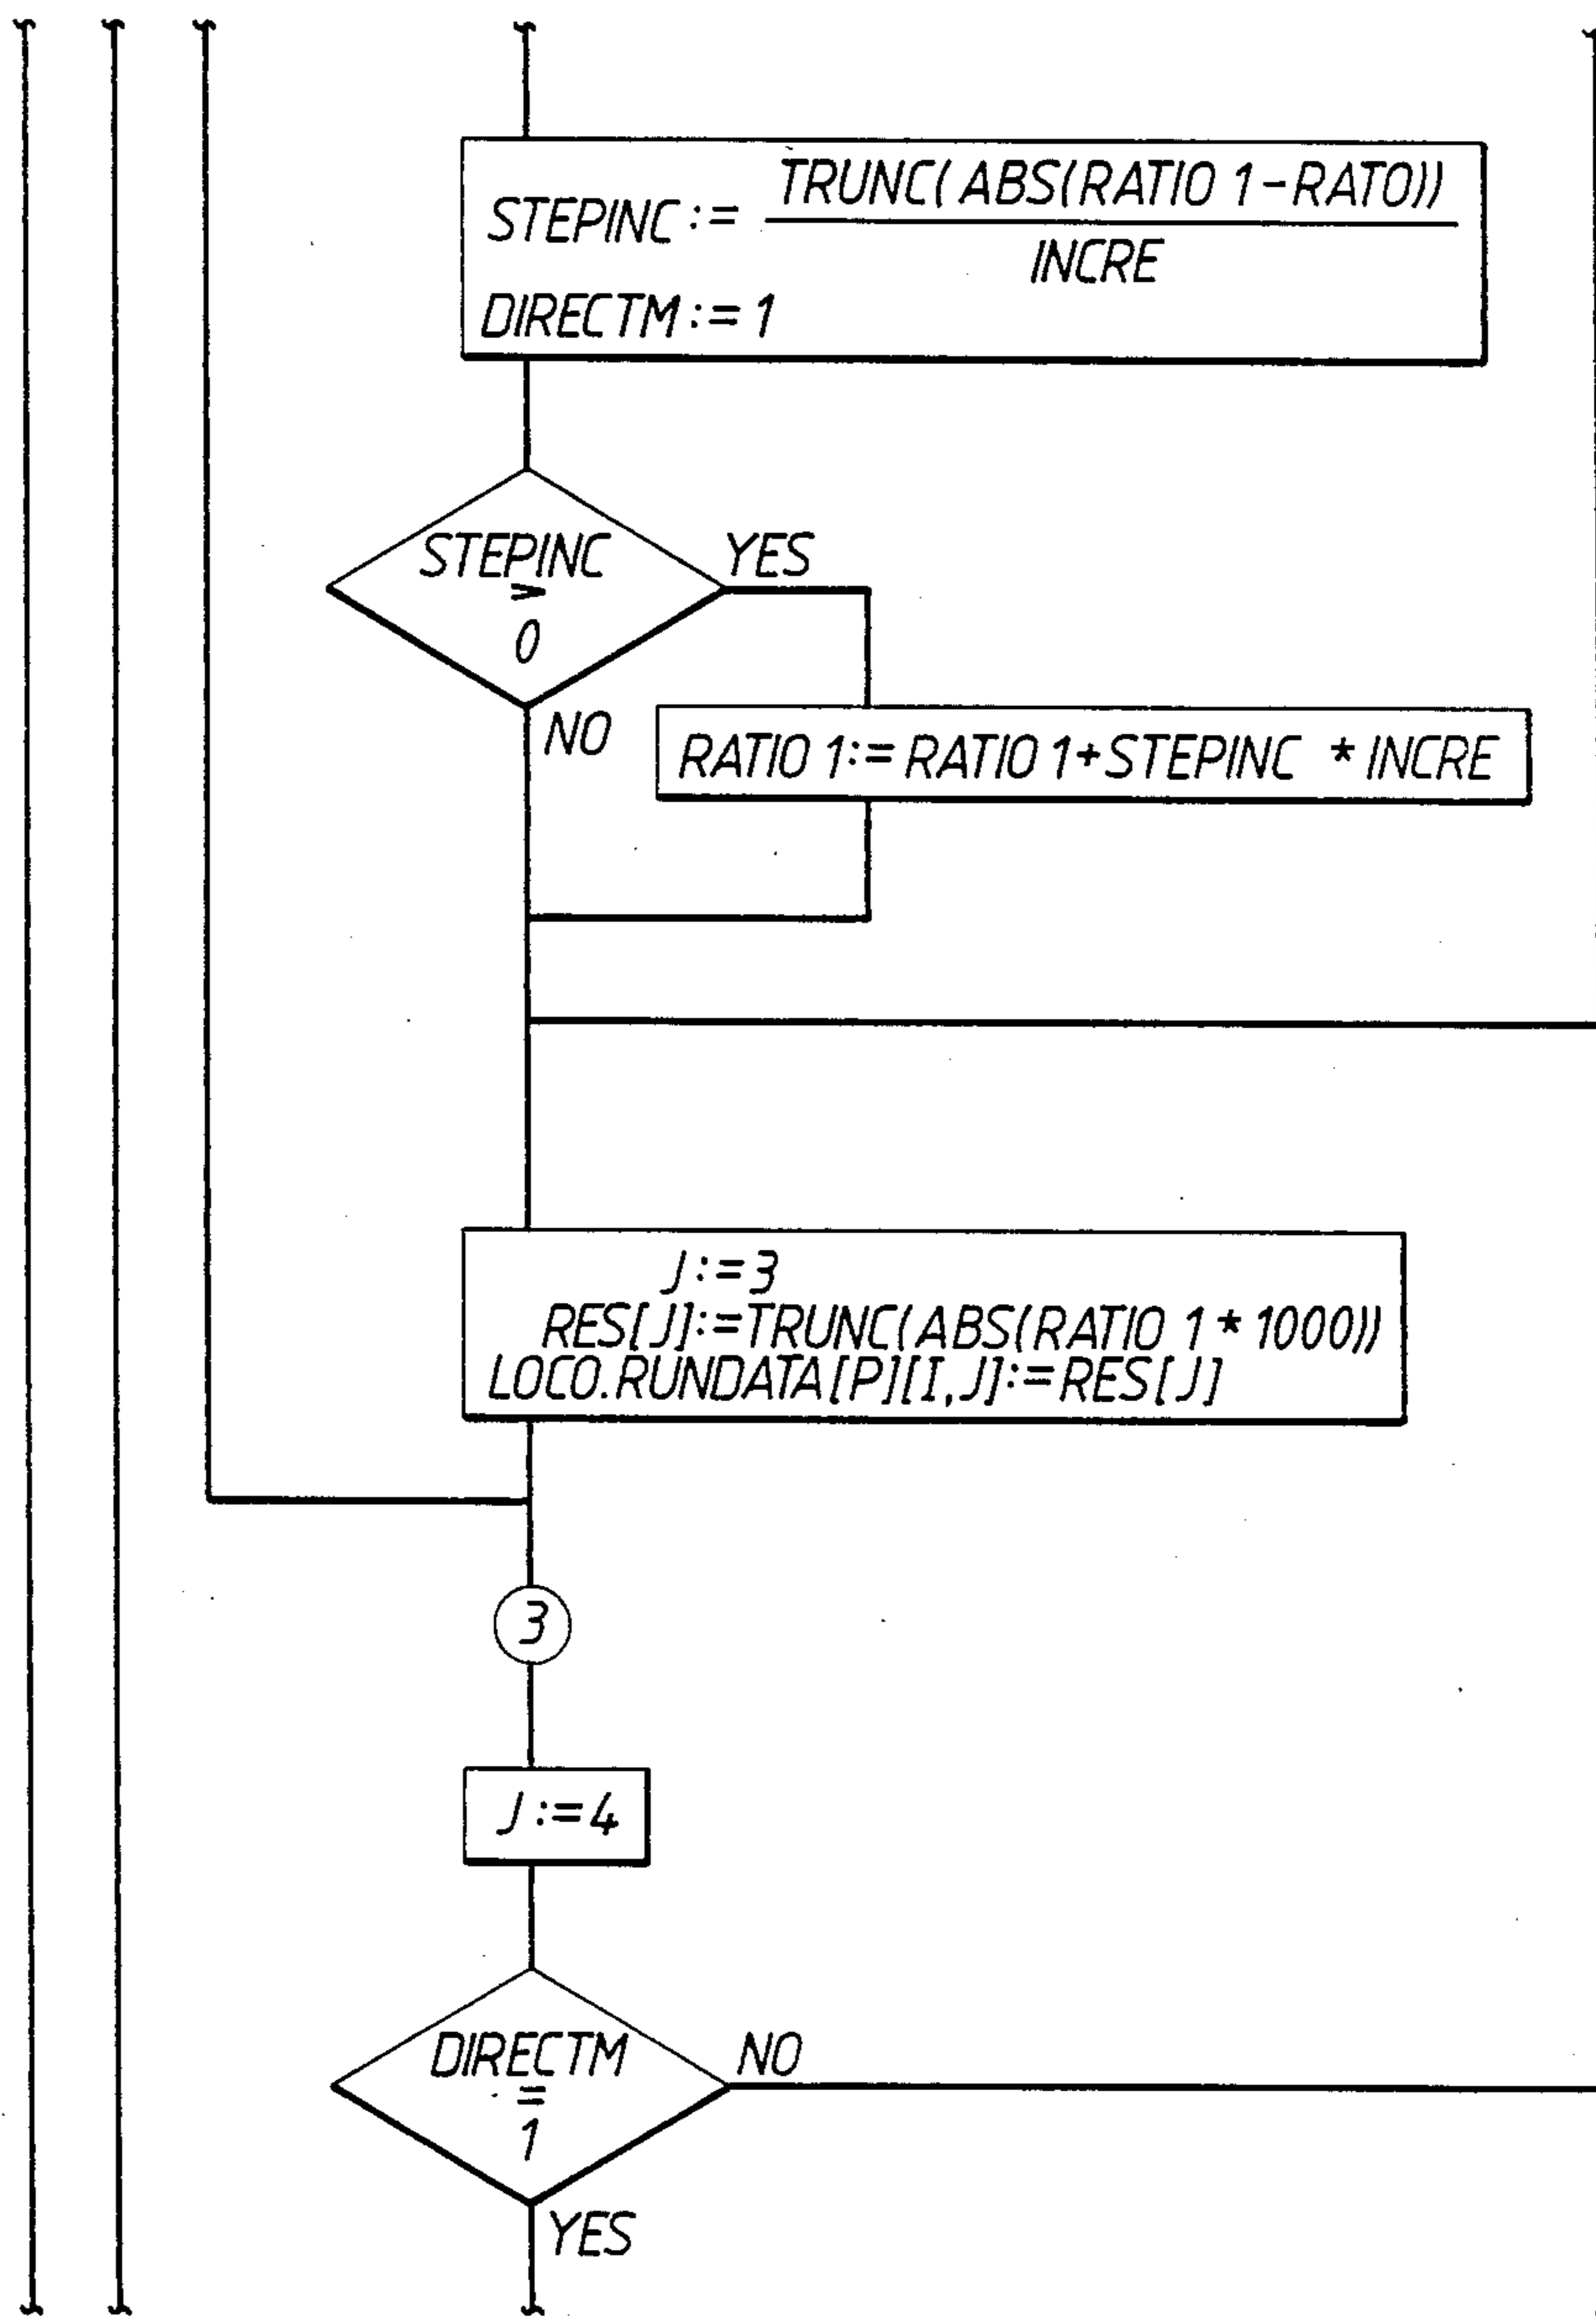 TRUNC(ABS(RATIO 1-RATO))
STEPINC:=
INCRE
DIRECTM:=1
STEPINC
>
0
YES
NO
RATIO 1:=RATIO 1+STEPINC *INCRE
J:=3
RES[J]:=TRUNC(ABS(RATIO 1*1000))
LOCO.RUNDATA[P][I,J]:=RES[J]
3
J:=4
DIRECTM
=
1
NO
YES